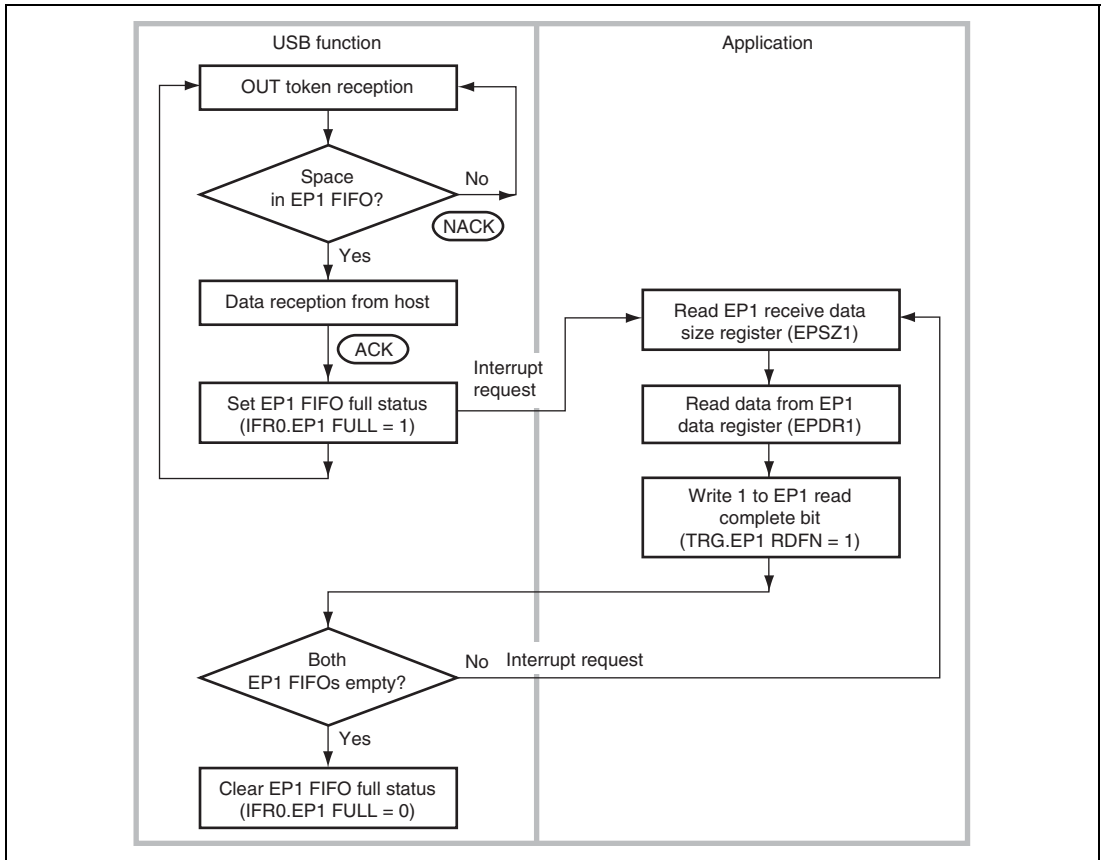 USB function
Application
OUT token reception
Space
in EP1 FIFO?
No
NACK
Yes
Data reception from host
ACK
Set EP1 FIFO full status
(IFR0.EP1 FULL = 1)
Interrupt
request
Read EP1 receive data
size register (EPSZ1)
Read data from EP1
data register (EPDR1)
Write 1 to EP1 read
complete bit
(TRG.EP1 RDFN = 1)
Both
EP1 FIFOs empty?
No Interrupt request
Yes
Clear EP1 FIFO full status
(IFR0.EP1 FULL = 0)